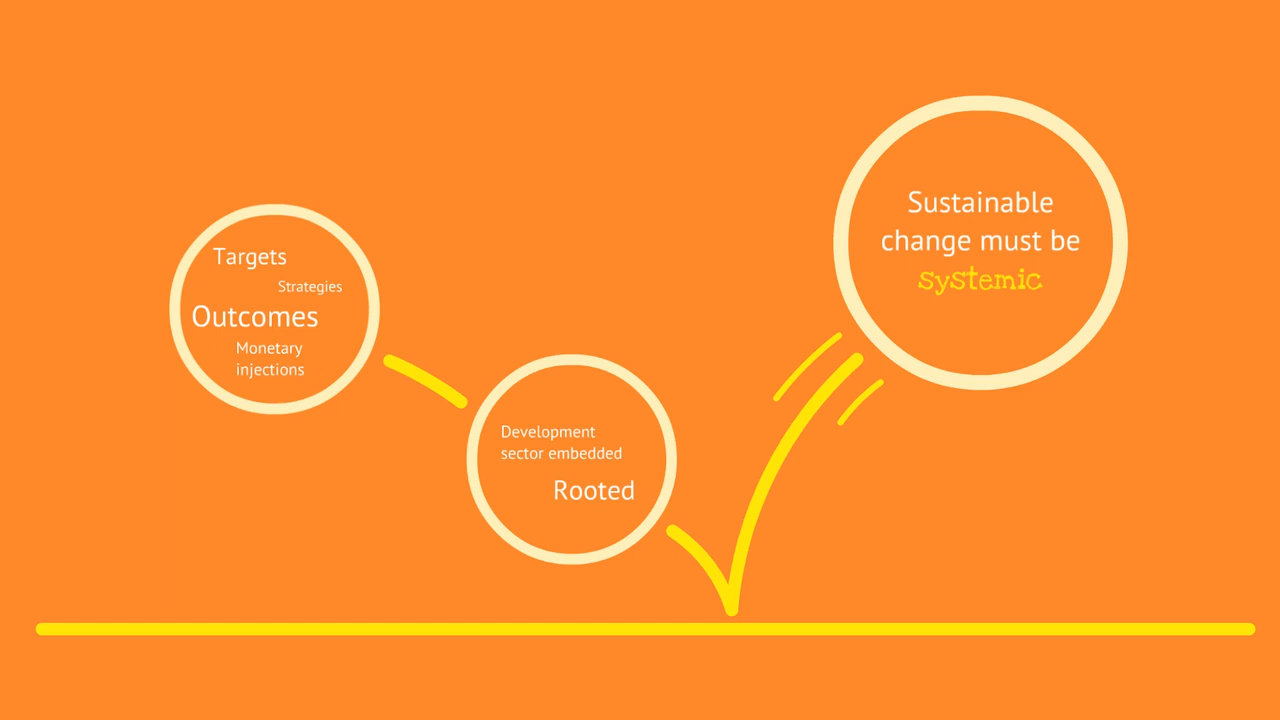 Targets
Strategies
Outcomes
Monetary
injections
Development
sector embedded
Rooted
Sustainable
change must be
systemic